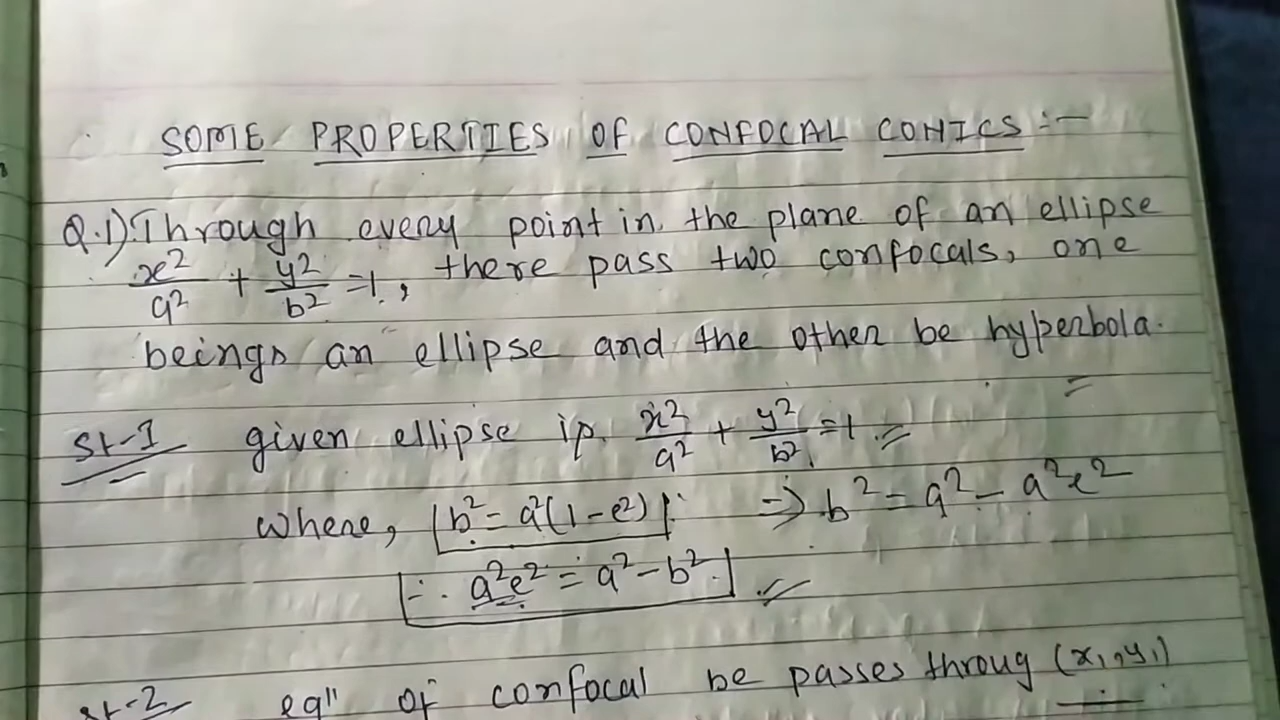 SOME PROPERTIES OF CONFOCAL CONICS :-
Q.1) Through every point in the plane of an ellipse
x²/a² + y²/b² = 1, there pass two confocals, one
being an ellipse and the other be hyperbola.
St-1 given ellipse is x²/a² + y²/b² = 1
where, b² = a²(1-e²) ⇒ b² = a² - a²e²
∴ a²e² = a² - b²
St-2 eqⁿ of confocal be passes throug (x₁, y₁)